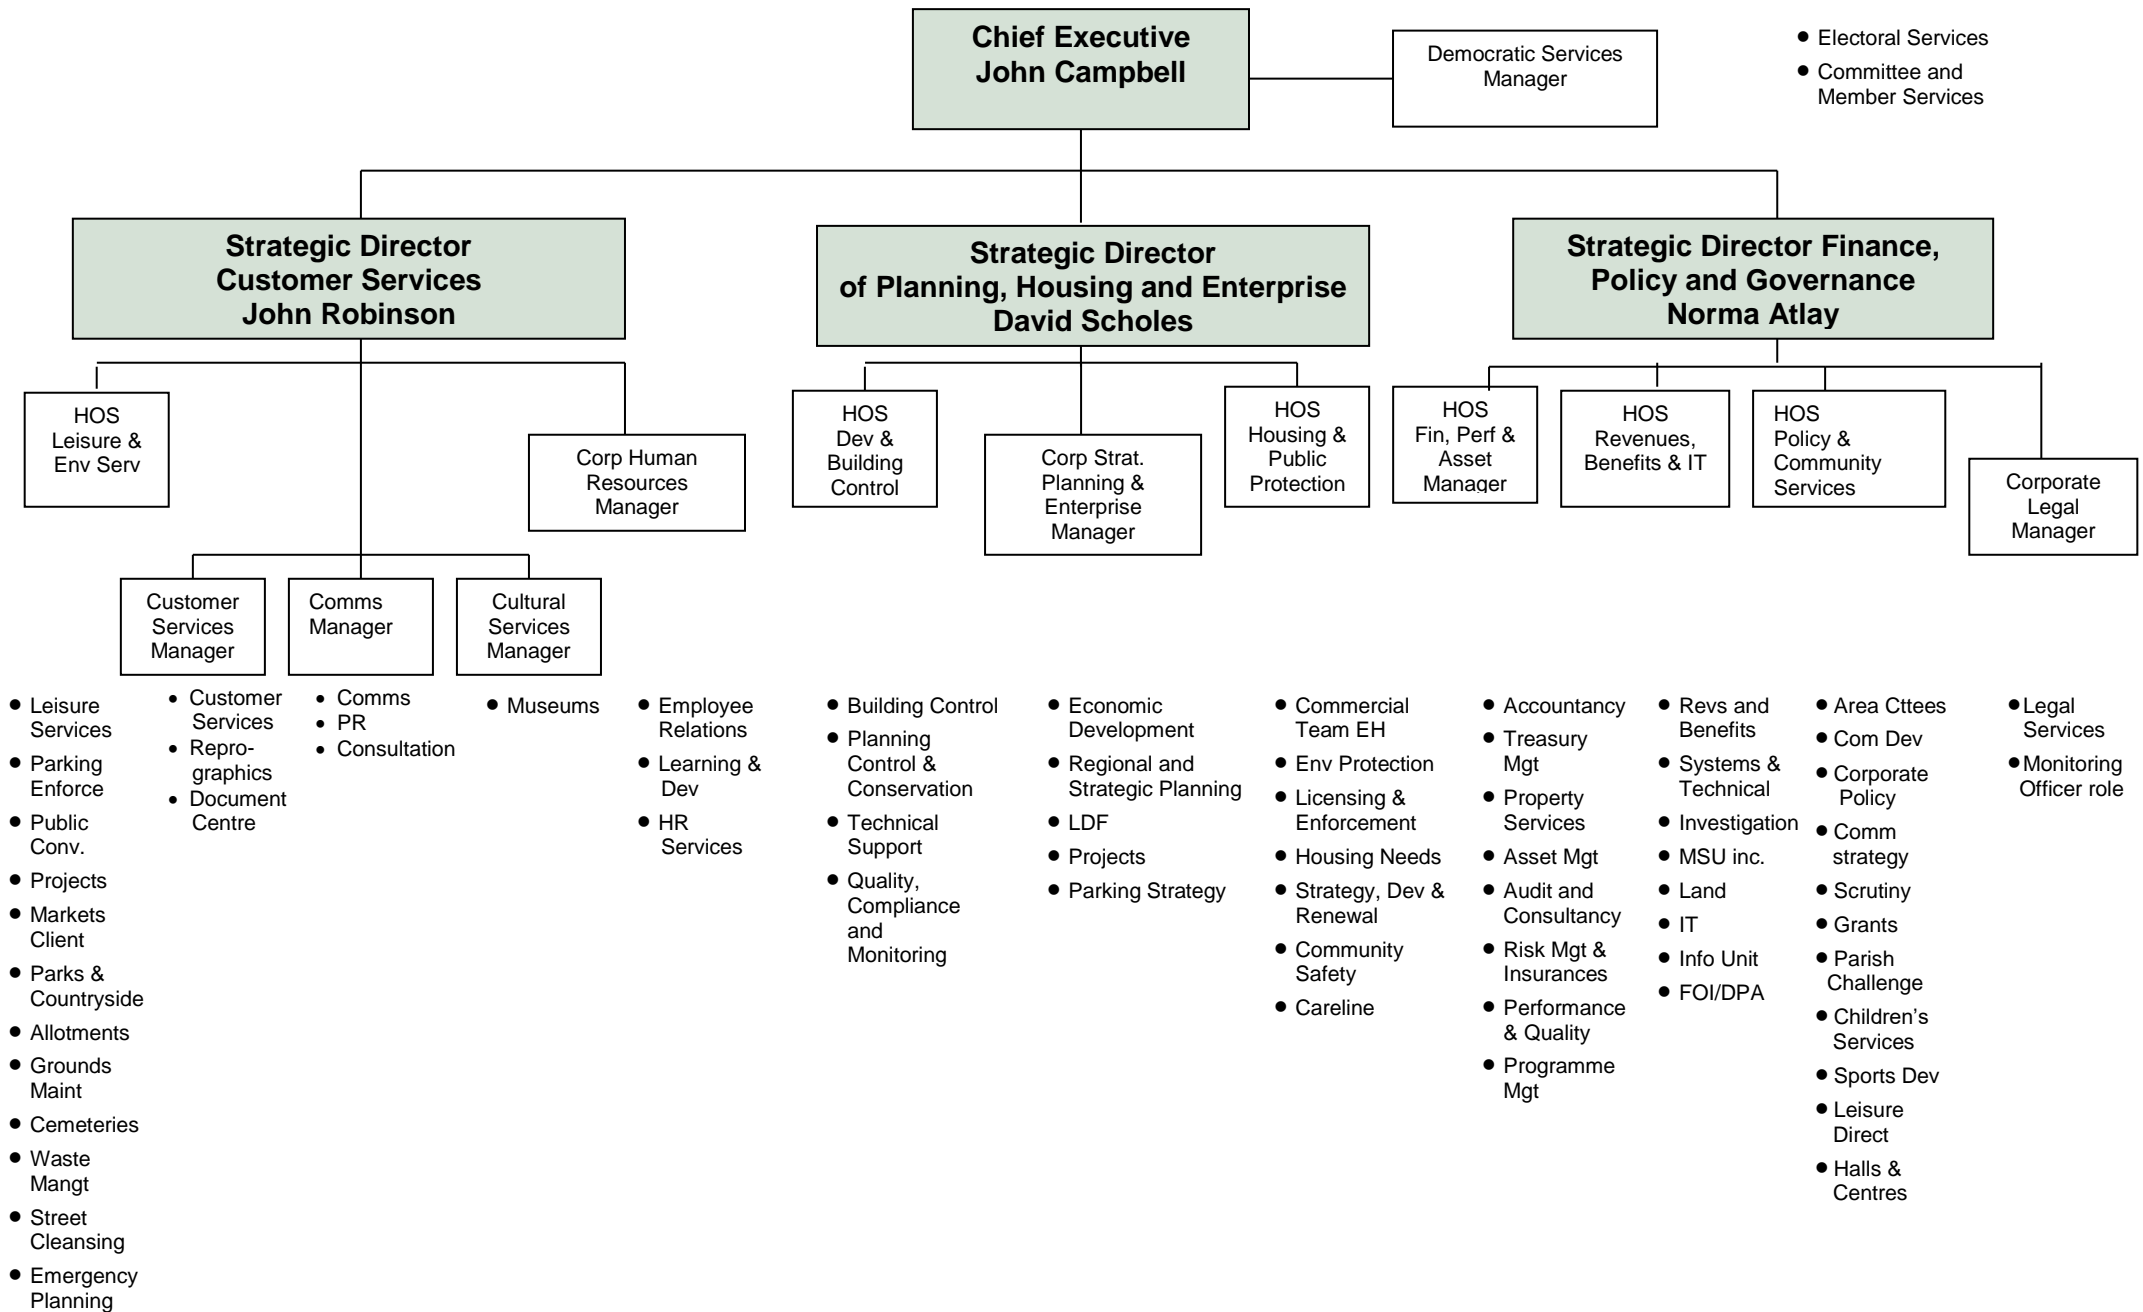 Chief Executive
John Campbell
Democratic Services
Manager
• Electoral Services
• Committee and
Member Services
Strategic Director
Customer Services
John Robinson
Strategic Director
of Planning, Housing and Enterprise
David Scholes
Strategic Director Finance,
Policy and Governance
Norma Atlay
HOS
Leisure &
Env Serv
Corp Human
Resources
Manager
HOS
Dev &
Building
Control
Corp Strat.
Planning &
Enterprise
Manager
HOS
Housing &
Public
Protection
HOS
Fin, Perf &
Asset
Manager
HOS
Revenues,
Benefits & IT
HOS
Policy &
Community
Services
Corporate
Legal
Manager
Customer
Services
Manager
Comms
Manager
Cultural
Services
Manager
• Leisure
Services
• Parking
Enforce
• Public
Conv.
• Projects
• Markets
Client
• Parks &
Countryside
• Allotments
• Grounds
Maint
• Cemeteries
• Waste
Mangt
• Street
Cleansing
• Emergency
Planning
• Customer
Services
• Repro-
graphics
• Document
Centre
• Comms
• PR
• Consultation
• Museums
• Employee
Relations
• Learning &
Dev
• HR
Services
• Building Control
• Planning
Control &
Conservation
• Technical
Support
• Quality,
Compliance
and
Monitoring
• Economic
Development
• Regional and
Strategic Planning
• LDF
• Projects
• Parking Strategy
• Commercial
Team EH
• Env Protection
• Licensing &
Enforcement
• Housing Needs
• Strategy, Dev &
Renewal
• Community
Safety
• Careline
• Accountancy
• Treasury
Mgt
• Property
Services
• Asset Mgt
• Audit and
Consultancy
• Risk Mgt &
Insurances
• Performance
& Quality
• Programme
Mgt
• Revs and
Benefits
• Systems &
Technical
• Investigation
• MSU inc.
• Land
• IT
• Info Unit
• FOI/DPA
• Area Cttees
• Com Dev
• Corporate
Policy
• Comm
strategy
• Scrutiny
• Grants
• Parish
Challenge
• Children’s
Services
• Sports Dev
• Leisure
Direct
• Halls &
Centres
• Legal
Services
• Monitoring
Officer role